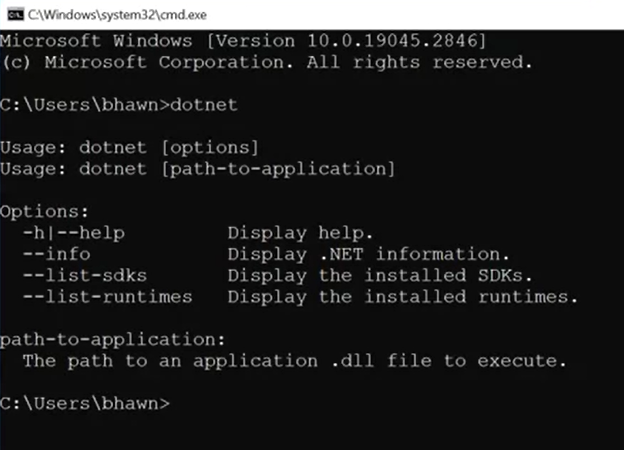 C:\Windows\system32\cmd.exe
Microsoft Windows [Version 10.0.19045.2846]
(c) Microsoft Corporation. All rights reserved.
C:\Users\bhawn>dotnet
Usage: dotnet [options]
Usage: dotnet [path-to-application]
Options:
-h|--help Display help.
--info Display .NET information.
--list-sdks Display the installed SDKs.
--list-runtimes Display the installed runtimes.
path-to-application:
The path to an application .dll file to execute.
C:\Users\bhawn>